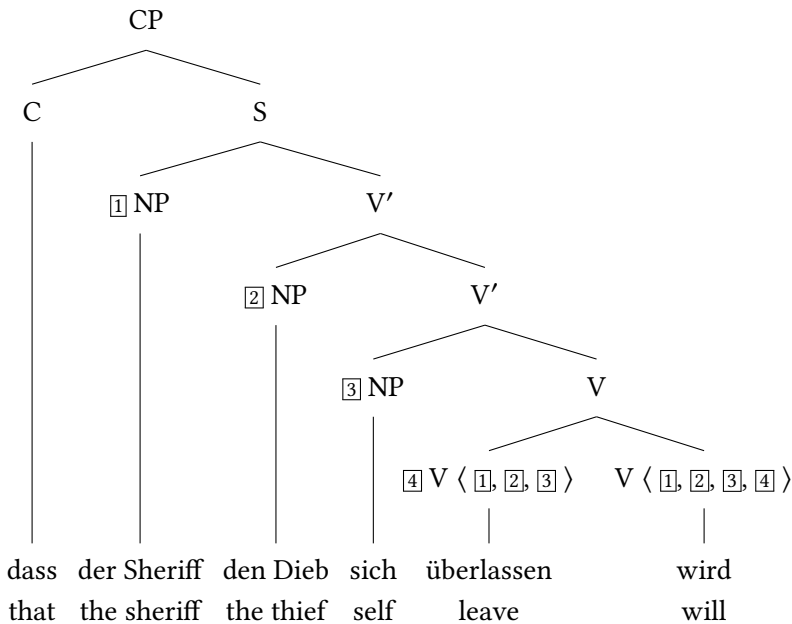 CP
C S
1 NP V′
2 NP V′
3 NP V
4 V ⟨ 1, 2, 3 ⟩ V ⟨ 1, 2, 3, 4 ⟩
dass der Sheriff den Dieb sich überlassen wird
that the sheriff the thief self leave will